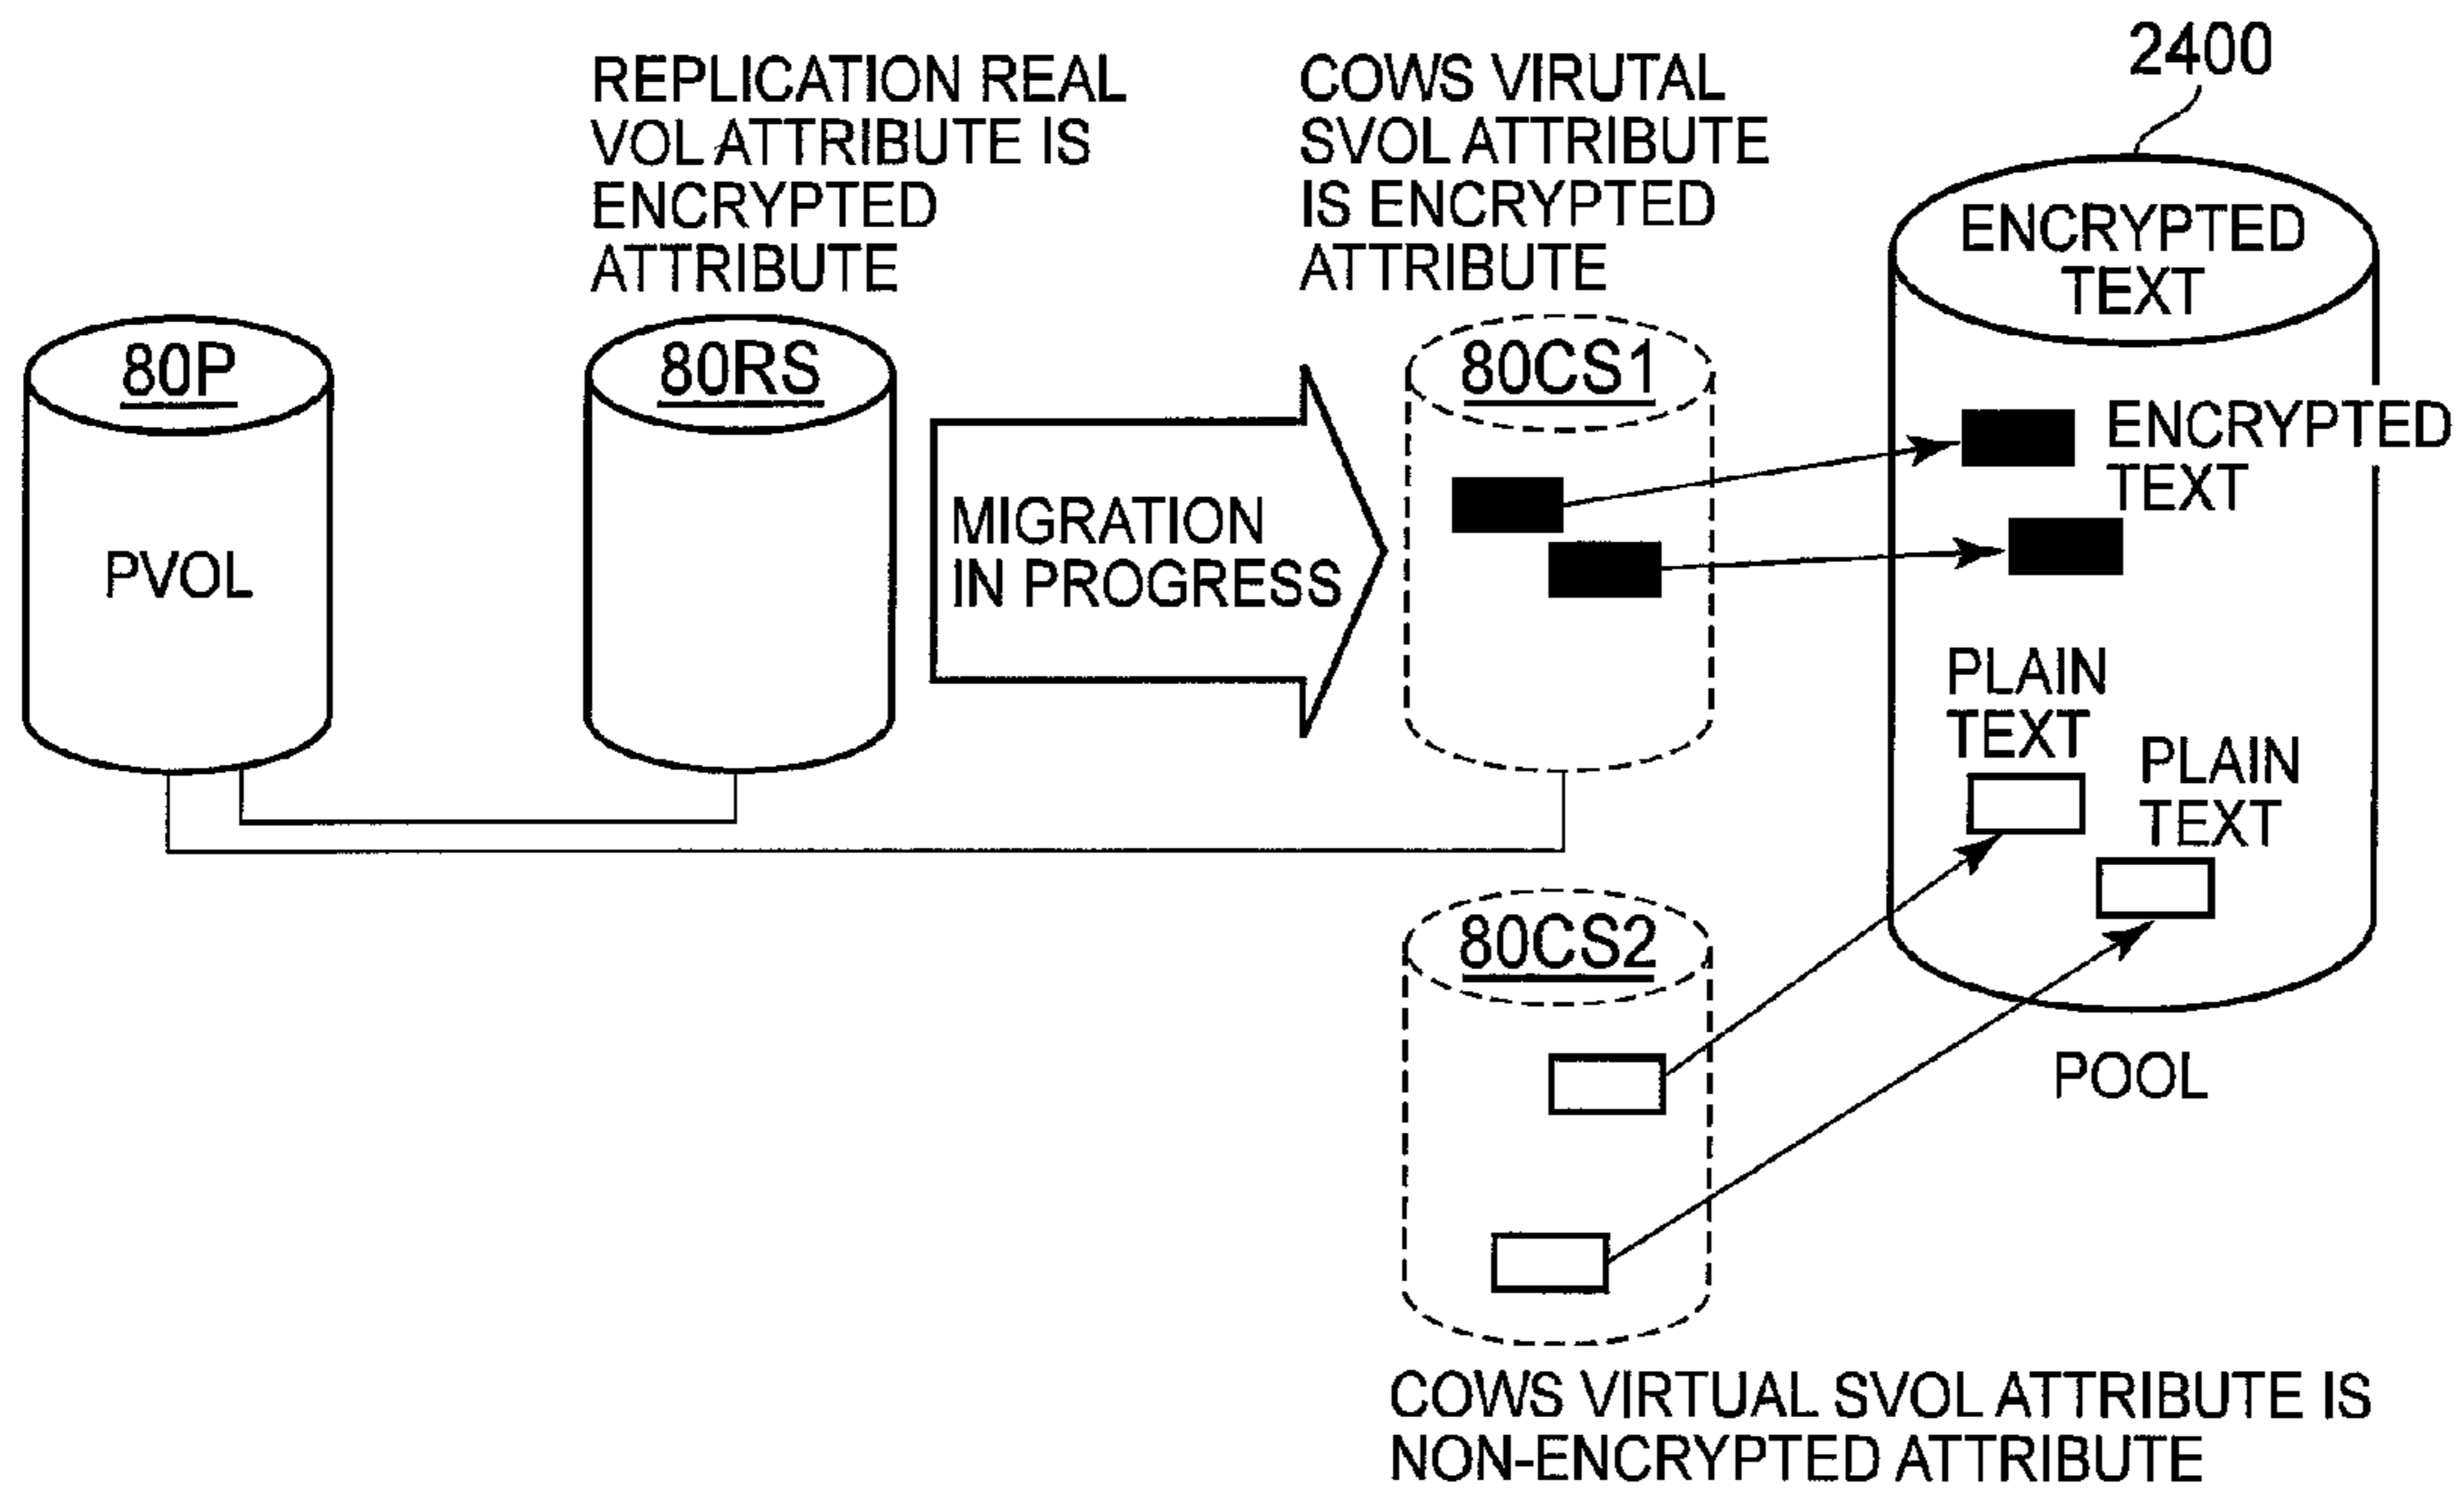 2400
REPLICATION REAL
VOL ATTRIBUTE IS
ENCRYPTED
ATTRIBUTE
COWS VIRUTAL
SVOL ATTRIBUTE
IS ENCRYPTED
ATTRIBUTE
ENCRYPTED
TEXT
80P
80RS
80CS1
ENCRYPTED
TEXT
MIGRATION
IN PROGRESS
PVOL
PLAIN
TEXT
PLAIN
TEXT
80CS2
POOL
COWS VIRTUAL SVOL ATTRIBUTE IS
NON-ENCRYPTED ATTRIBUTE